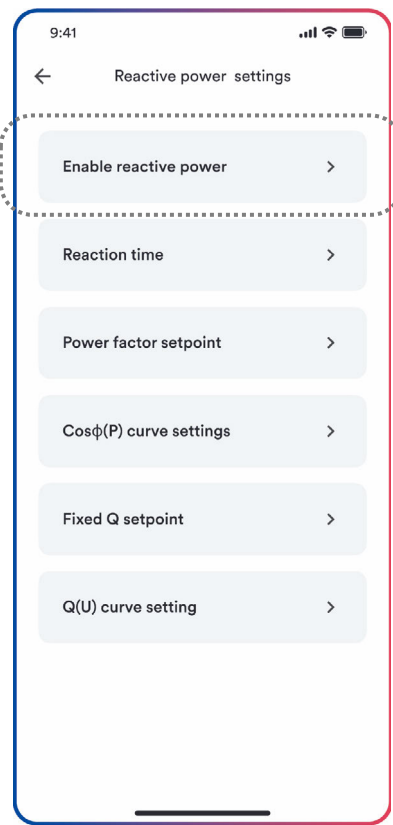 9:41
Reactive power settings
Enable reactive power
Reaction time
Power factor setpoint
Cosϕ(P) curve settings
Fixed Q setpoint
Q(U) curve setting